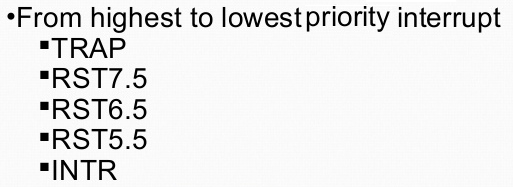 •From highest to lowest priority interrupt
▪TRAP
▪RST7.5
▪RST6.5
▪RST5.5
▪INTR